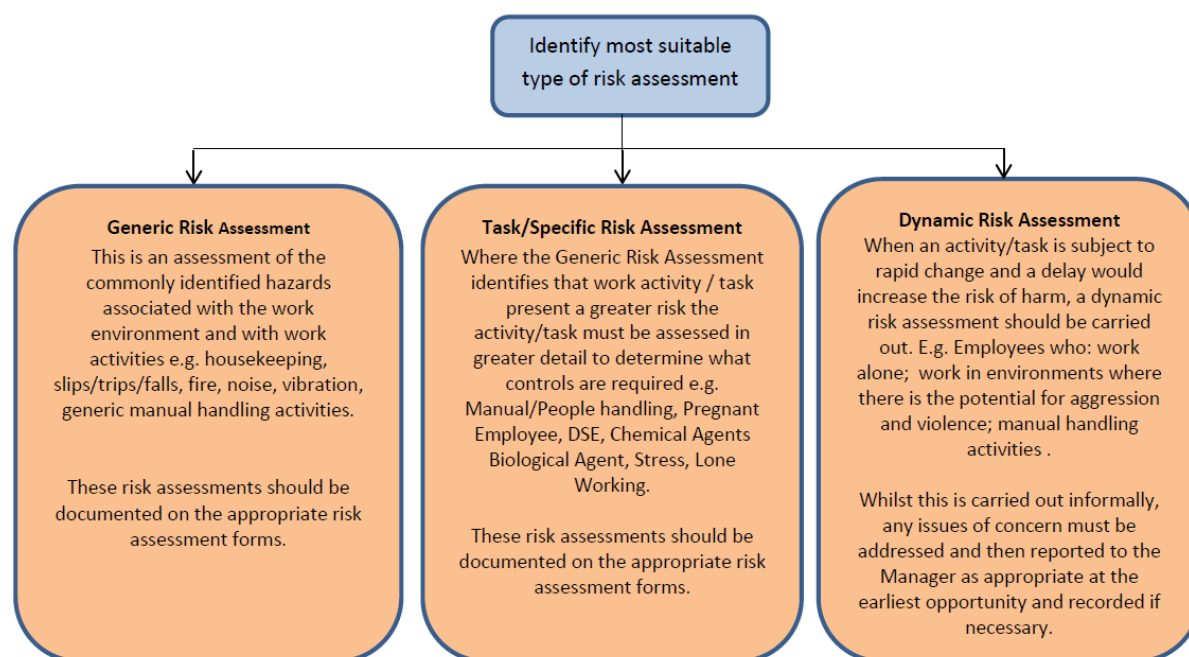 Identify most suitable
type of risk assessment
Generic Risk Assessment
This is an assessment of the
commonly identified hazards
associated with the work
environment and with work
activities e.g. housekeeping,
slips/trips/falls, fire, noise, vibration,
generic manual handling activities.
These risk assessments should be
documented on the appropriate risk
assessment forms.
Task/Specific Risk Assessment
Where the Generic Risk Assessment
identifies that work activity / task
present a greater risk the
activity/task must be assessed in
greater detail to determine what
controls are required e.g.
Manual/People handling, Pregnant
Employee, DSE, Chemical Agents
Biological Agent, Stress, Lone
Working.
These risk assessments should be
documented on the appropriate risk
assessment forms.
Dynamic Risk Assessment
When an activity/task is subject to
rapid change and a delay would
increase the risk of harm, a dynamic
risk assessment should be carried
out. E.g. Employees who: work
alone; work in environments where
there is the potential for aggression
and violence; manual handling
activities .
Whilst this is carried out informally,
any issues of concern must be
addressed and then reported to the
Manager as appropriate at the
earliest opportunity and recorded if
necessary.